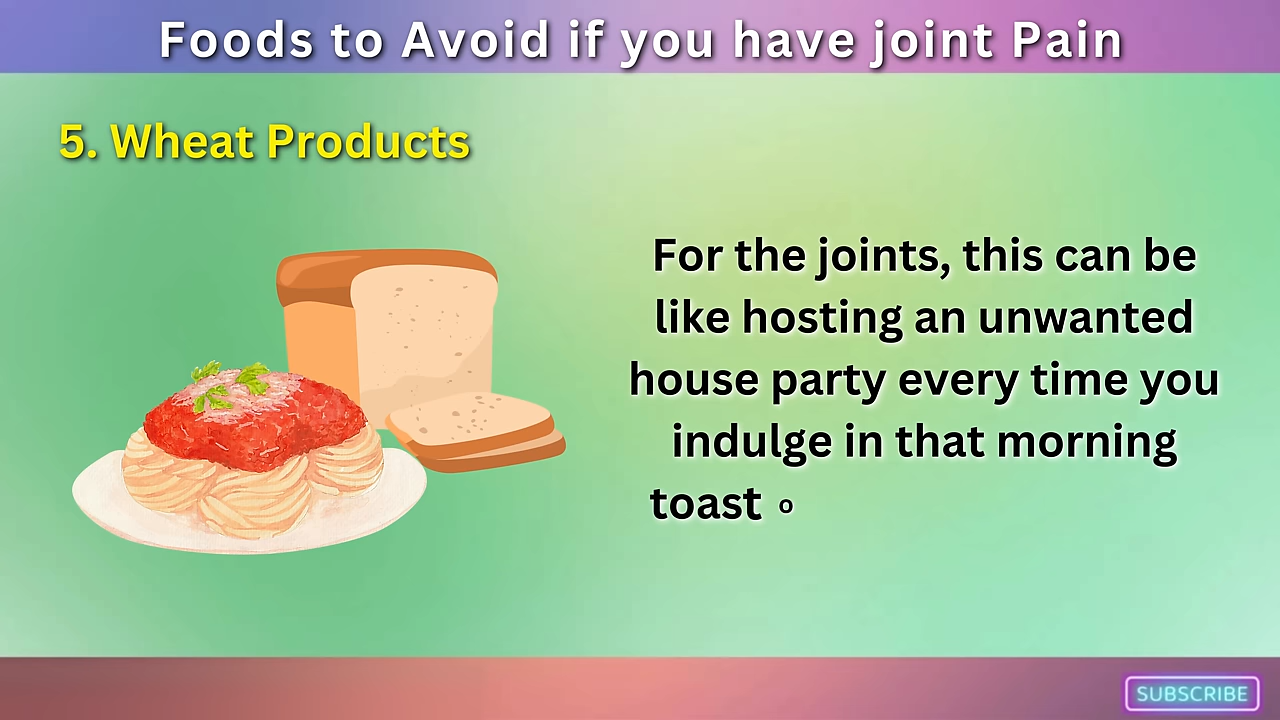 Foods to Avoid if you have joint Pain
5. Wheat Products
For the joints, this can be
like hosting an unwanted
house party every time you
indulge in that morning
toast o
SUBSCRIBE